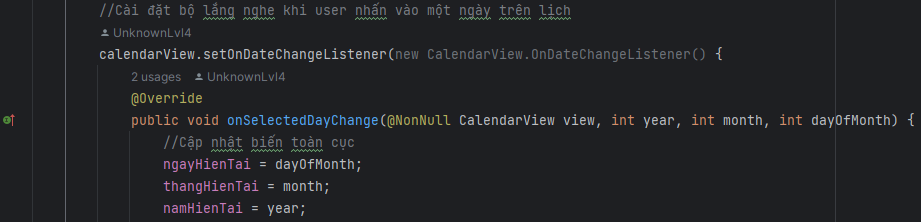 //Cài đặt bộ lắng nghe khi user nhấn vào một ngày trên lịch
UnknownLvl4
calendarView.setOnDateChangeListener(new CalendarView.OnDateChangeListener() {
2 usages UnknownLvl4
@Override
public void onSelectedDayChange(@NonNull CalendarView view, int year, int month, int dayOfMonth) {
//Cập nhật biến toàn cục
ngayHienTai = dayOfMonth;
thangHienTai = month;
namHienTai = year;